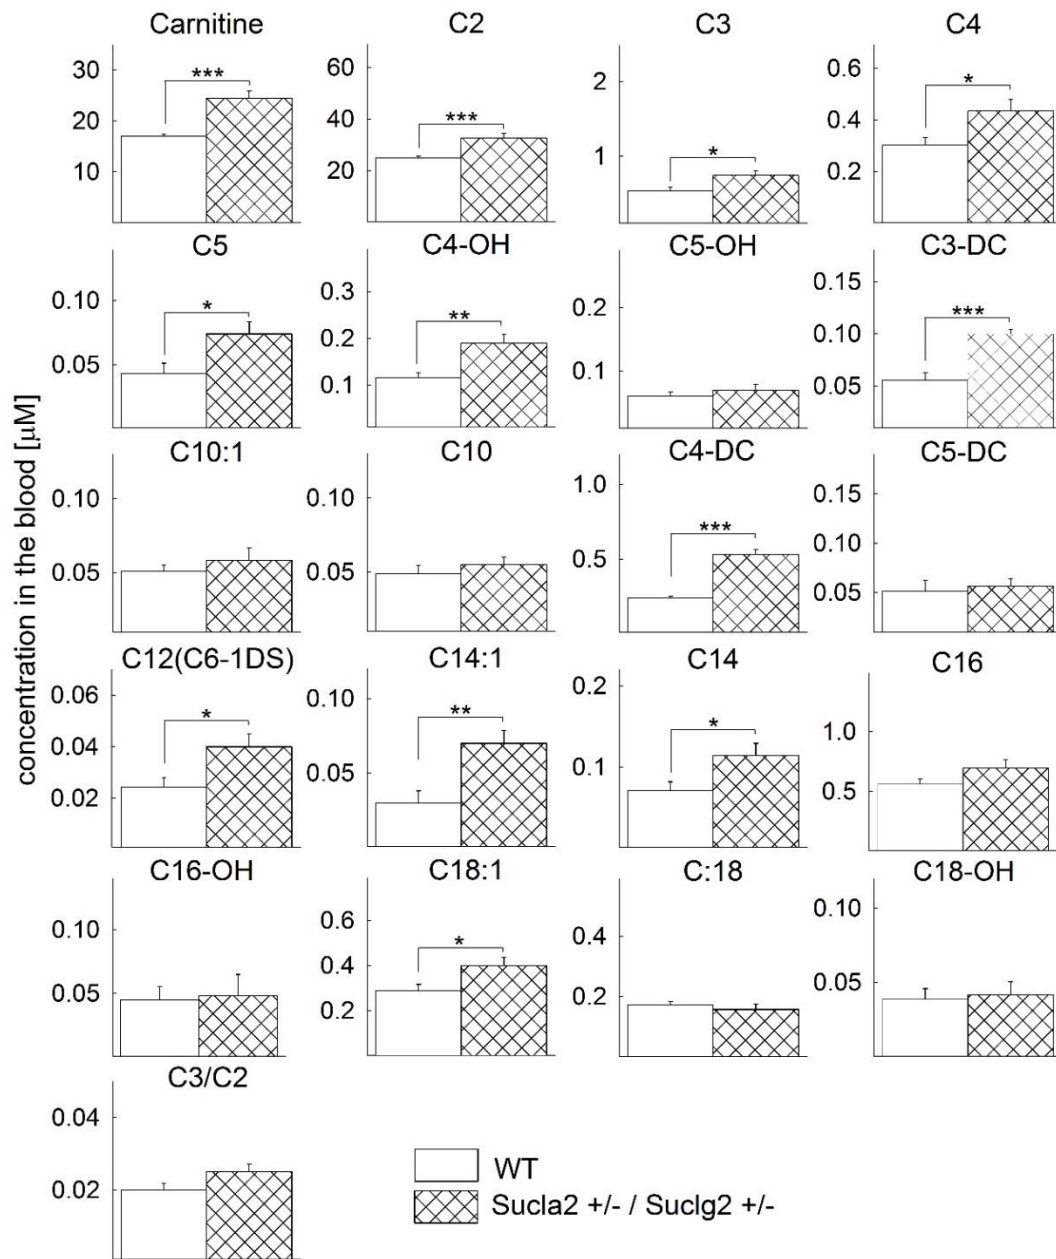 Carnitine
30
20
10
***
C2
60
40
20
***
C3
2
1
*
C4
0.6
0.4
0.2
*
C5
0.10
0.05
*
C4-OH
0.3
0.2
0.1
**
C5-OH
0.2
0.1
C3-DC
0.15
0.10
0.05
***
concentration in the blood [μM]
C10:1
0.10
0.05
C10
0.10
0.05
C4-DC
1.0
0.5
***
C5-DC
0.15
0.10
0.05
C12(C6-1DS)
0.06
0.04
0.02
*
C14:1
0.10
0.05
**
C14
0.2
0.1
*
C16
1.0
0.5
C16-OH
0.10
0.05
C18:1
0.6
0.4
0.2
*
C:18
0.4
0.2
C18-OH
0.10
0.05
C3/C2
0.04
0.02
WT
Sucla2 +/- / Suclg2 +/-